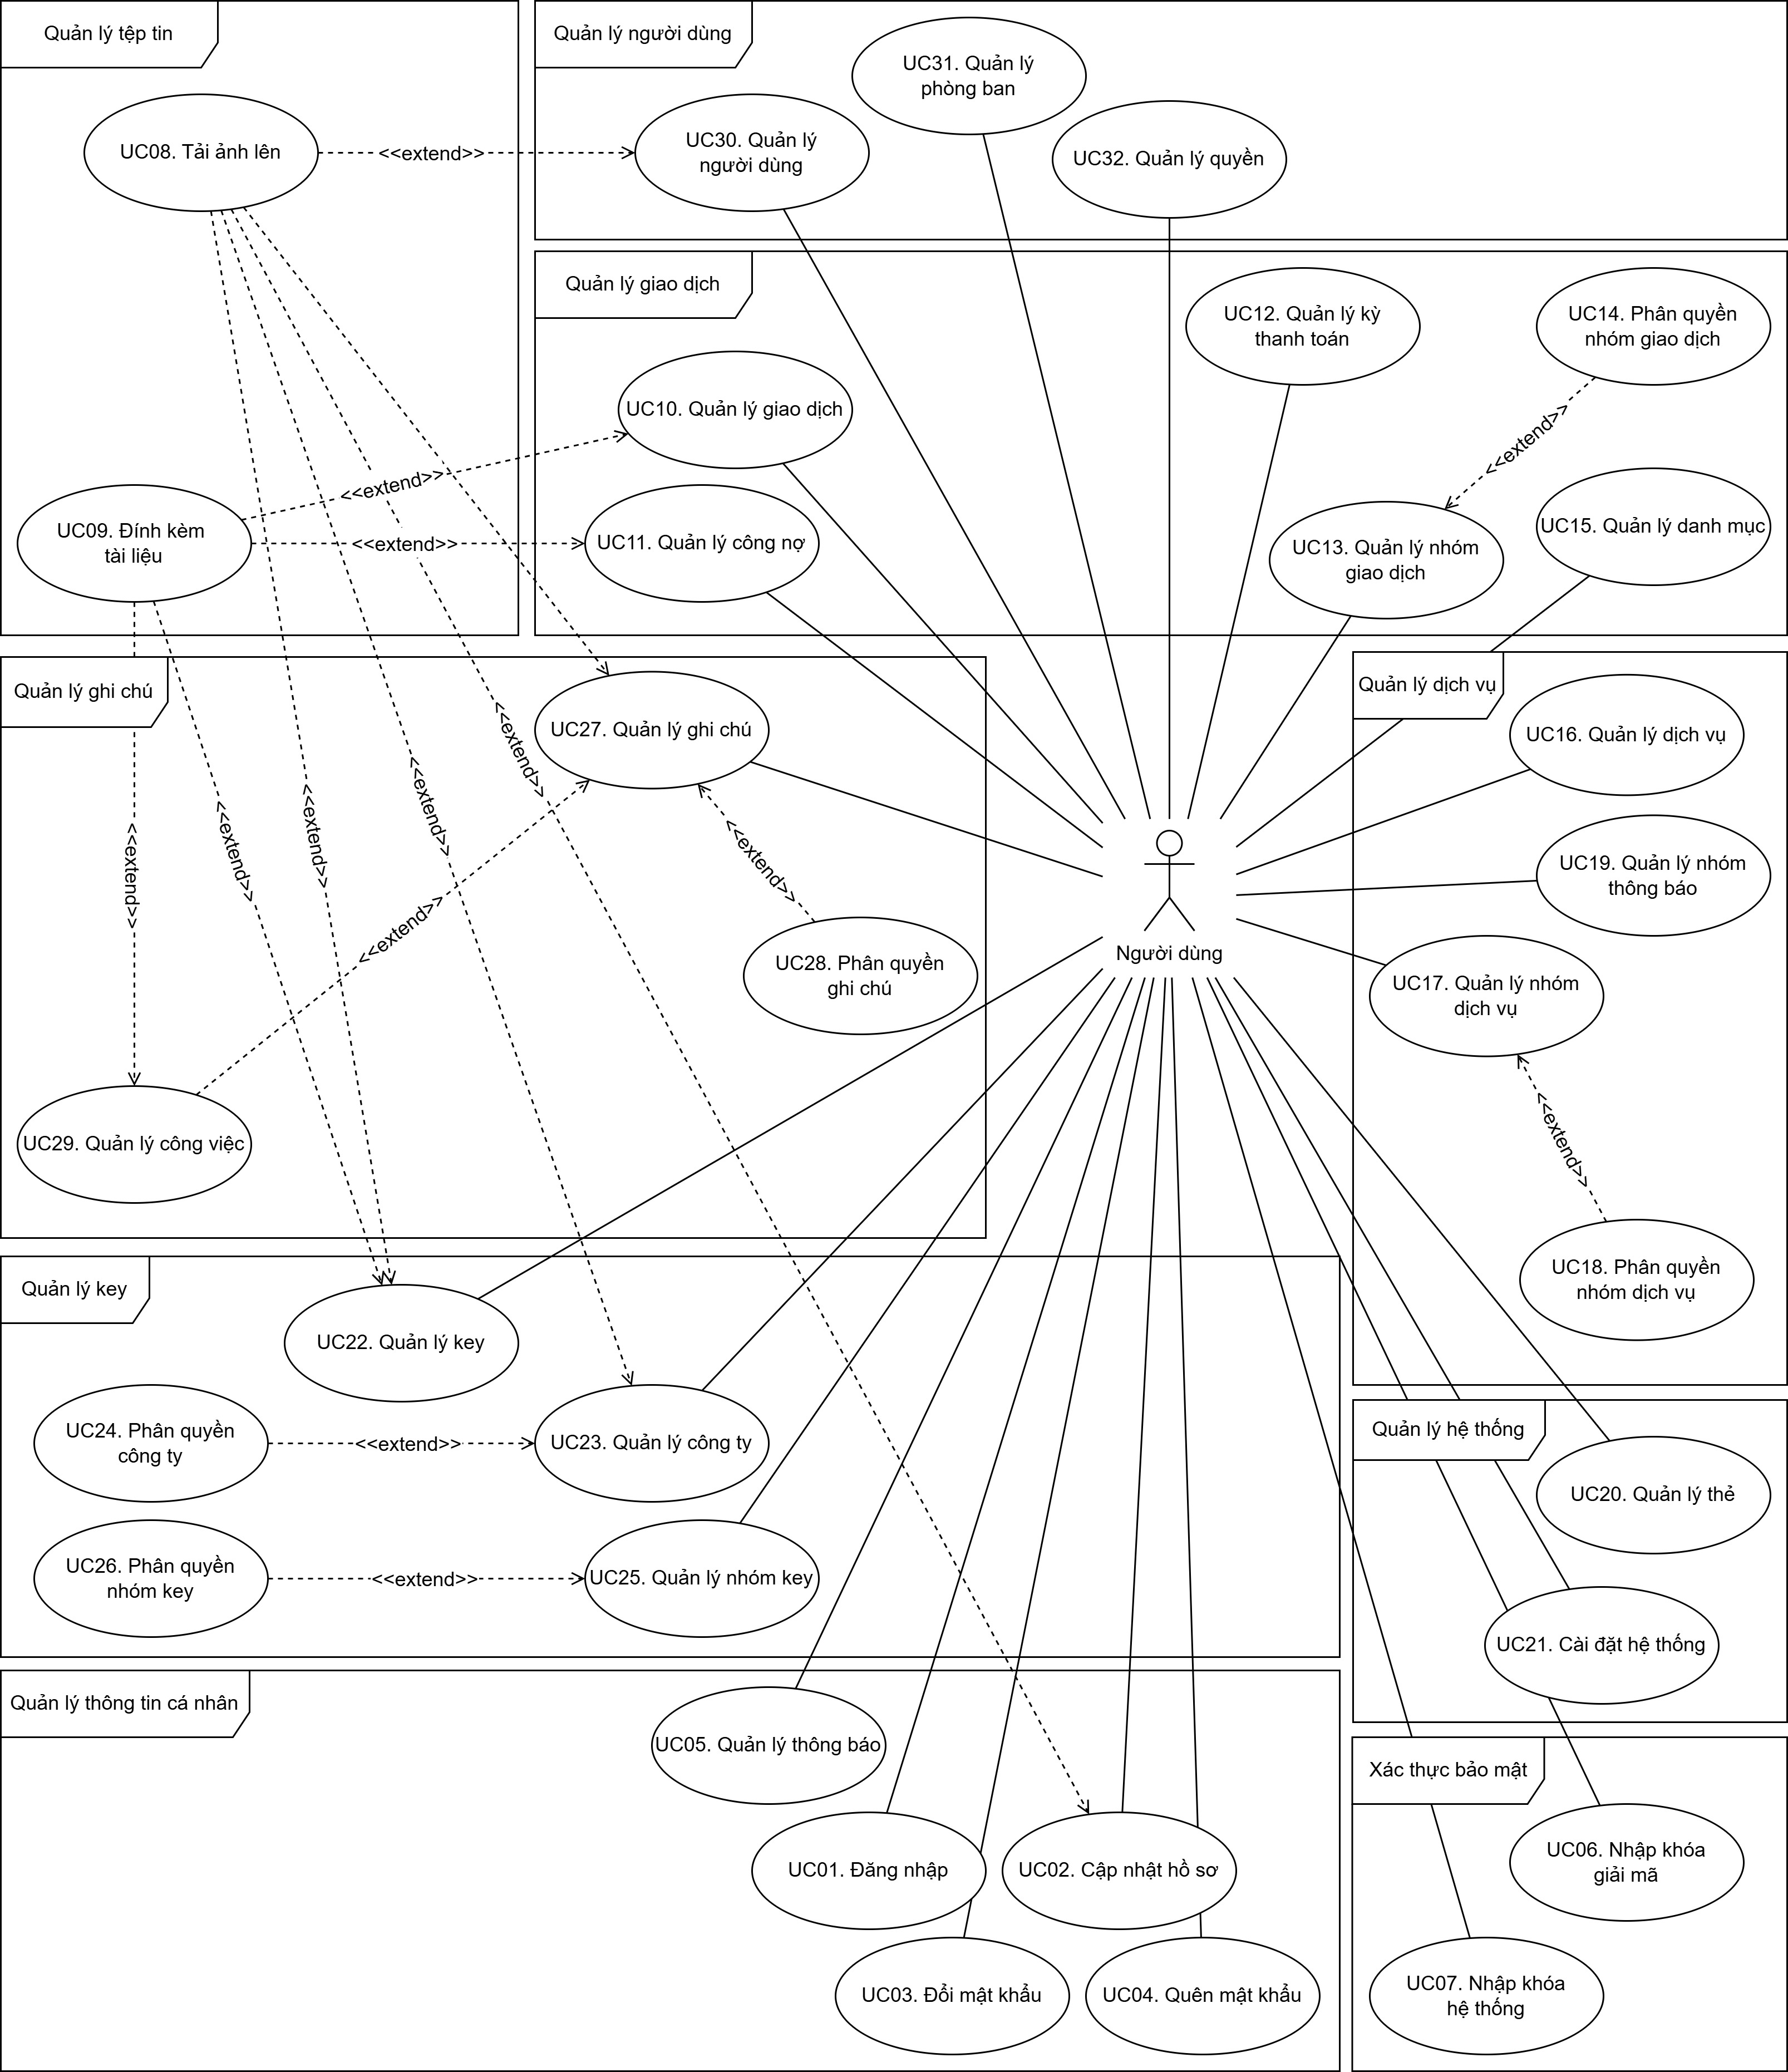 Quản lý tệp tin
UC08. Tải ảnh lên
<<extend>>
UC09. Đính kèm
tài liệu
<<extend>>
<<extend>>
Quản lý người dùng
UC31. Quản lý
phòng ban
UC30. Quản lý
người dùng
UC32. Quản lý quyền
Quản lý giao dịch
UC12. Quản lý kỳ
thanh toán
UC14. Phân quyền
nhóm giao dịch
UC10. Quản lý giao dịch
<<extend>>
UC11. Quản lý công nợ
UC13. Quản lý nhóm
giao dịch
UC15. Quản lý danh mục
Quản lý ghi chú
UC27. Quản lý ghi chú
<<extend>>
<<extend>>
<<extend>>
<<extend>>
<<extend>>
<<extend>>
<<extend>>
UC28. Phân quyền
ghi chú
UC29. Quản lý công việc
Người dùng
Quản lý dịch vụ
UC16. Quản lý dịch vụ
UC19. Quản lý nhóm
thông báo
UC17. Quản lý nhóm
dịch vụ
<<extend>>
UC18. Phân quyền
nhóm dịch vụ
Quản lý key
UC22. Quản lý key
UC24. Phân quyền
công ty
<<extend>>
UC23. Quản lý công ty
UC26. Phân quyền
nhóm key
<<extend>>
UC25. Quản lý nhóm key
Quản lý hệ thống
UC20. Quản lý thẻ
UC21. Cài đặt hệ thống
Quản lý thông tin cá nhân
UC05. Quản lý thông báo
UC01. Đăng nhập
UC02. Cập nhật hồ sơ
UC03. Đổi mật khẩu
UC04. Quên mật khẩu
Xác thực bảo mật
UC06. Nhập khóa
giải mã
UC07. Nhập khóa
hệ thống